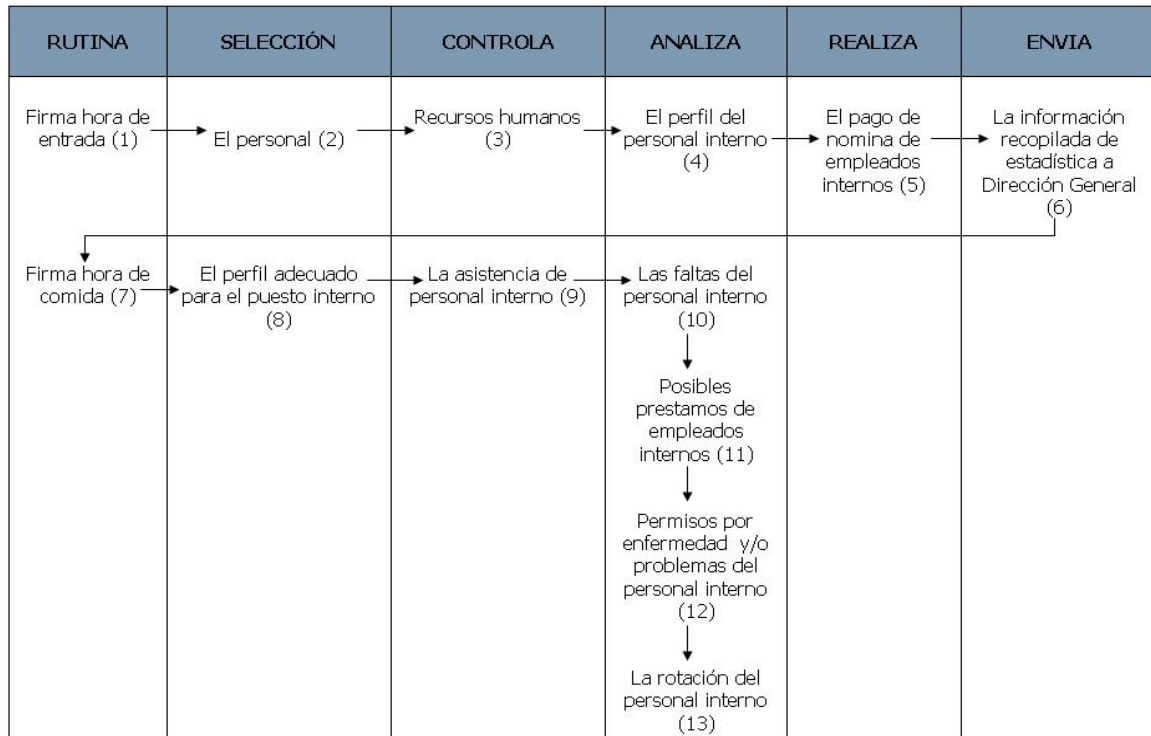 RUTINA
SELECCIÓN
CONTROLA
ANALIZA
REALIZA
ENVIA
Firma hora de
entrada (1)
El personal (2)
Recursos humanos
(3)
El perfil del
personal interno
(4)
El pago de
nomina de
empleados
internos (5)
La información
recopilada de
estadística a
Dirección General
(6)
Firma hora de
comida (7)
El perfil adecuado
para el puesto interno
(8)
La asistencia de
personal interno (9)
Las faltas del
personal interno
(10)
Posibles
prestamos de
empleados
internos (11)
Permisos por
enfermedad y/o
problemas del
personal interno
(12)
La rotación del
personal interno
(13)